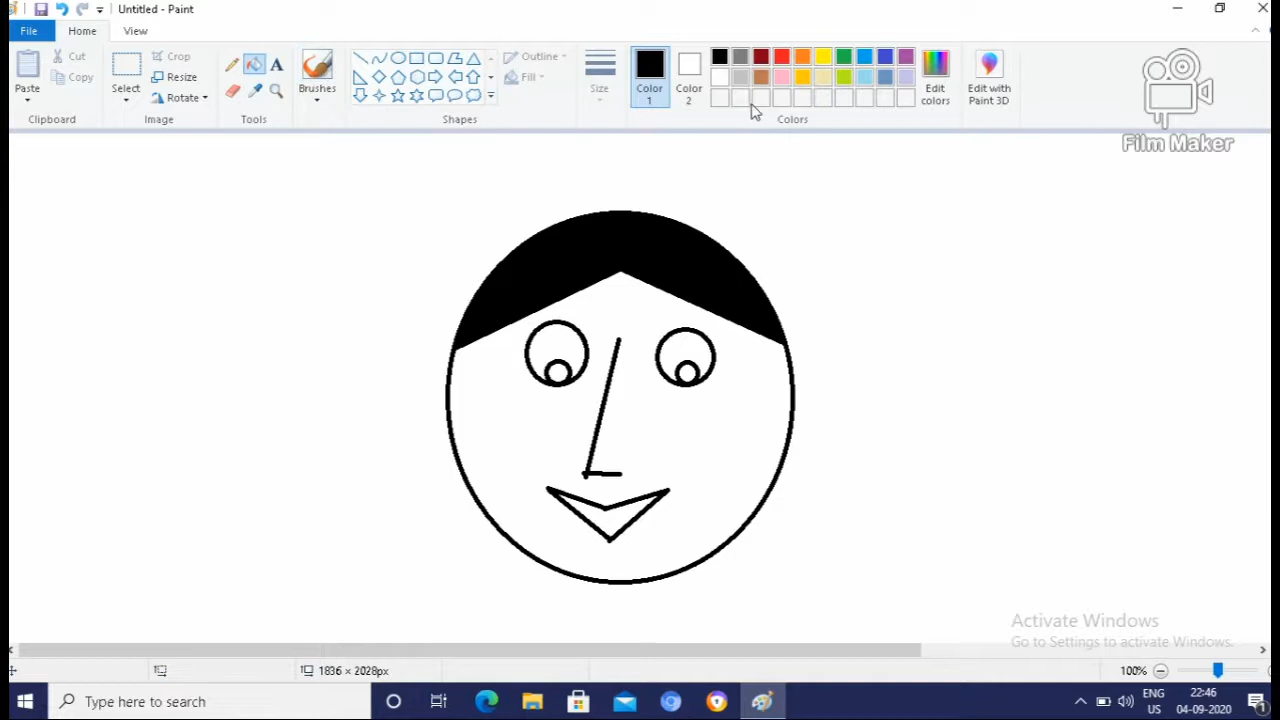 Untitled - Paint
File Home View
Paste
Cut
Copy
Clipboard
Select
Crop
Resize
Rotate
Image
A
Tools
Brushes
Outline
Fill
Shapes
Size
Color 1
Color 2
Edit colors
Colors
Edit with Paint 3D
Film Maker
Activate Windows
Go to Settings to activate Windows.
1836 × 2028px
100%
Type here to search
ENG
US
22:46
04-09-2020
1